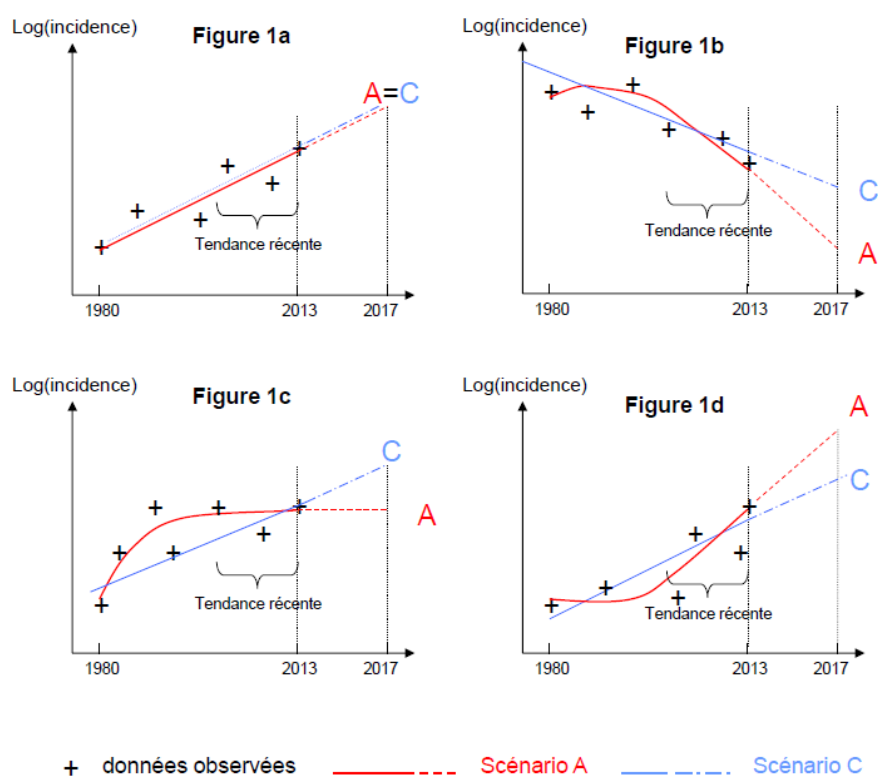 Log(incidence)
Figure 1a
A=C
Tendance récente
1980
2013
2017
Log(incidence)
Figure 1b
C
A
Tendance récente
1980
2013
2017
Log(incidence)
Figure 1c
C
A
Tendance récente
1980
2013
2017
Log(incidence)
Figure 1d
A
C
Tendance récente
1980
2013
2017
+ données observées
Scénario A
Scénario C